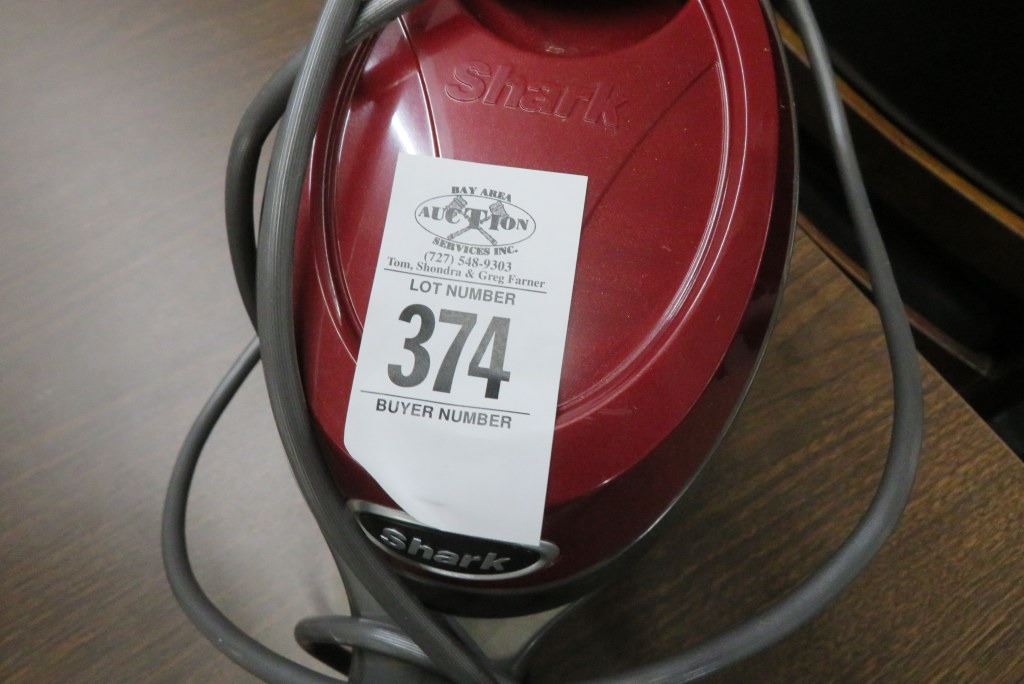 Shark
BAY AREA
AUCTION
SERVICES INC.
(727) 548-9303
Tom, Shondra & Greg Farner
LOT NUMBER
374
BUYER NUMBER
Shark